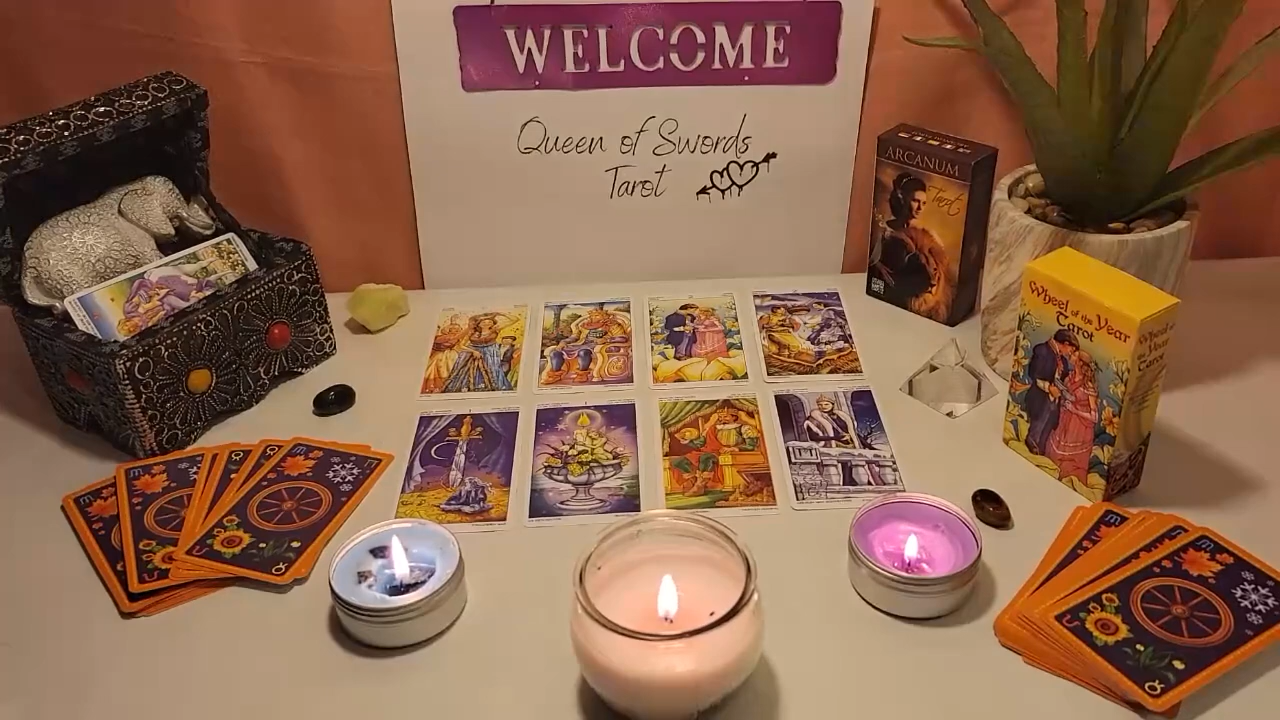 WELCOME
Queen of Swords
Tarot
ARCANUM
Tarot
Wheel of the Year
Tarot
Wheel of
the Year
Tarot